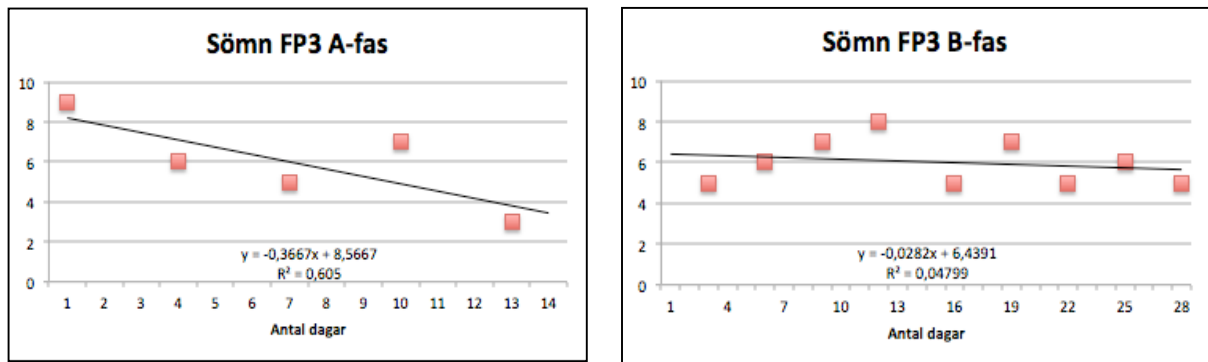 Sömn FP3 A-fas
10
8
6
4
2
0
y = -0,3667x + 8,5667
R² = 0,605
1 2 3 4 5 6 7 8 9 10 11 12 13 14
Antal dagar
Sömn FP3 B-fas
10
8
6
4
2
0
y = -0,0282x + 6,4391
R² = 0,04799
1 4 7 10 13 16 19 22 25 28
Antal dagar